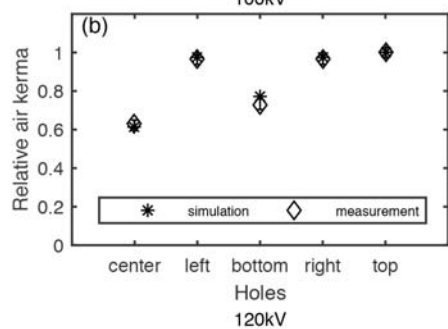 100kV
(b)
1
0.8
0.6
0.4
0.2
0
Relative air kerma
simulation measurement
center left bottom right top
Holes
120kV